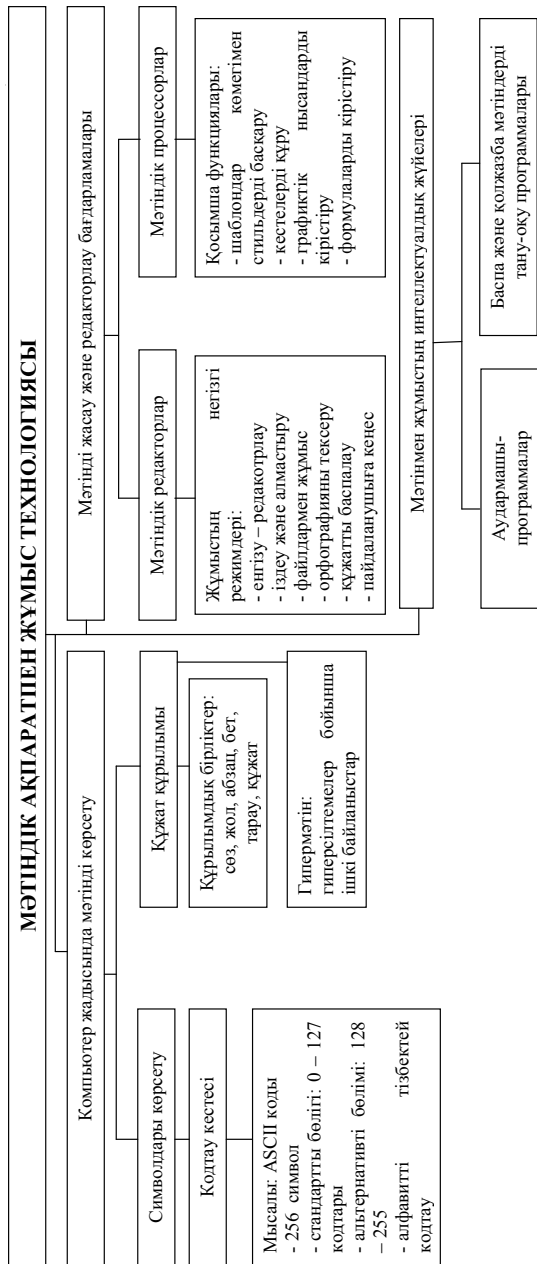 МӘТІНДІК АҚПАРАТПЕН ЖҰМЫС ТЕХНОЛОГИЯСЫ
Компьютер жадысында мәтінді көрсету
Символдары көрсету
Кодтау кестесі
Мысалы: ASCII коды
- 256 символ
- стандартты бөлігі: 0 – 127
кодтары
- альтернативті бөлімі: 128
– 255
- алфавитті тізбектей
кодтау
Құжат құрылымы
Құрылымдық бірліктер:
сөз, жол, абзац, бет,
тарау, құжат
Гипермәтін:
гиперсілтемелер бойынша
ішкі байланыстар
Мәтінді жасау және редакторлау бағдарламалары
Мәтіндік редакторлар
Жұмыстың негізгі
режимдері:
- енгізу – редакотрлау
- іздеу және алмастыру
- файлдармен жұмыс
- орфографияны тексеру
- құжатты баспалау
- пайдаланушыға кеңес
Мәтіндік процессорлар
Қосымша функциялары:
- шаблондар көмегімен
стильдерді басқару
- кестелерді құру
- графиктік нысандарды
кірістіру
- формулаларды кірістіру
Мәтінмен жұмыстың интеллектуалдық жүйелері
Аудармашы-
программалар
Баспа және қолжазба мәтіндерді
тану-оқу программалары